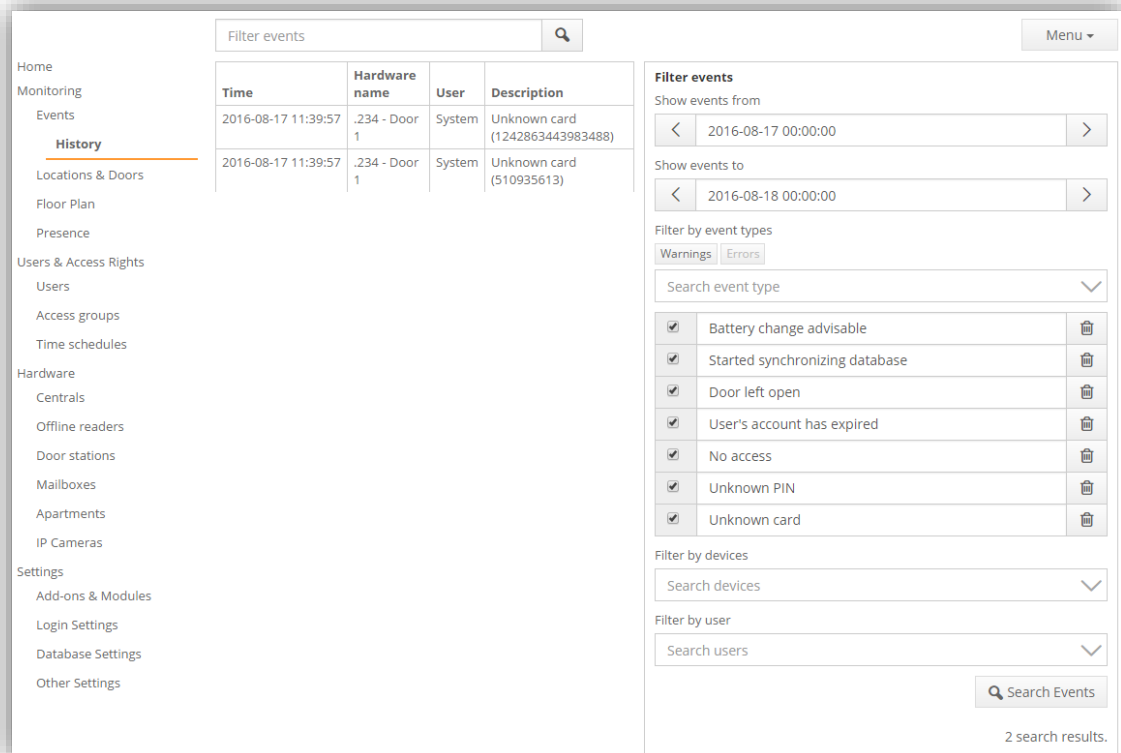 Filter events
Menu
Home
Monitoring
Events
History
Locations & Doors
Floor Plan
Presence
Users & Access Rights
Users
Access groups
Time schedules
Hardware
Centrals
Offline readers
Door stations
Mailboxes
Apartments
IP Cameras
Settings
Add-ons & Modules
Login Settings
Database Settings
Other Settings
Time Hardware name User Description
2016-08-17 11:39:57 .234 - Door 1 System Unknown card (1242863443983488)
2016-08-17 11:39:57 .234 - Door 1 System Unknown card (510935613)
Filter events
Show events from
2016-08-17 00:00:00
Show events to
2016-08-18 00:00:00
Filter by event types
Warnings Errors
Search event type
Battery change advisable
Started synchronizing database
Door left open
User's account has expired
No access
Unknown PIN
Unknown card
Filter by devices
Search devices
Filter by user
Search users
Search Events
2 search results.